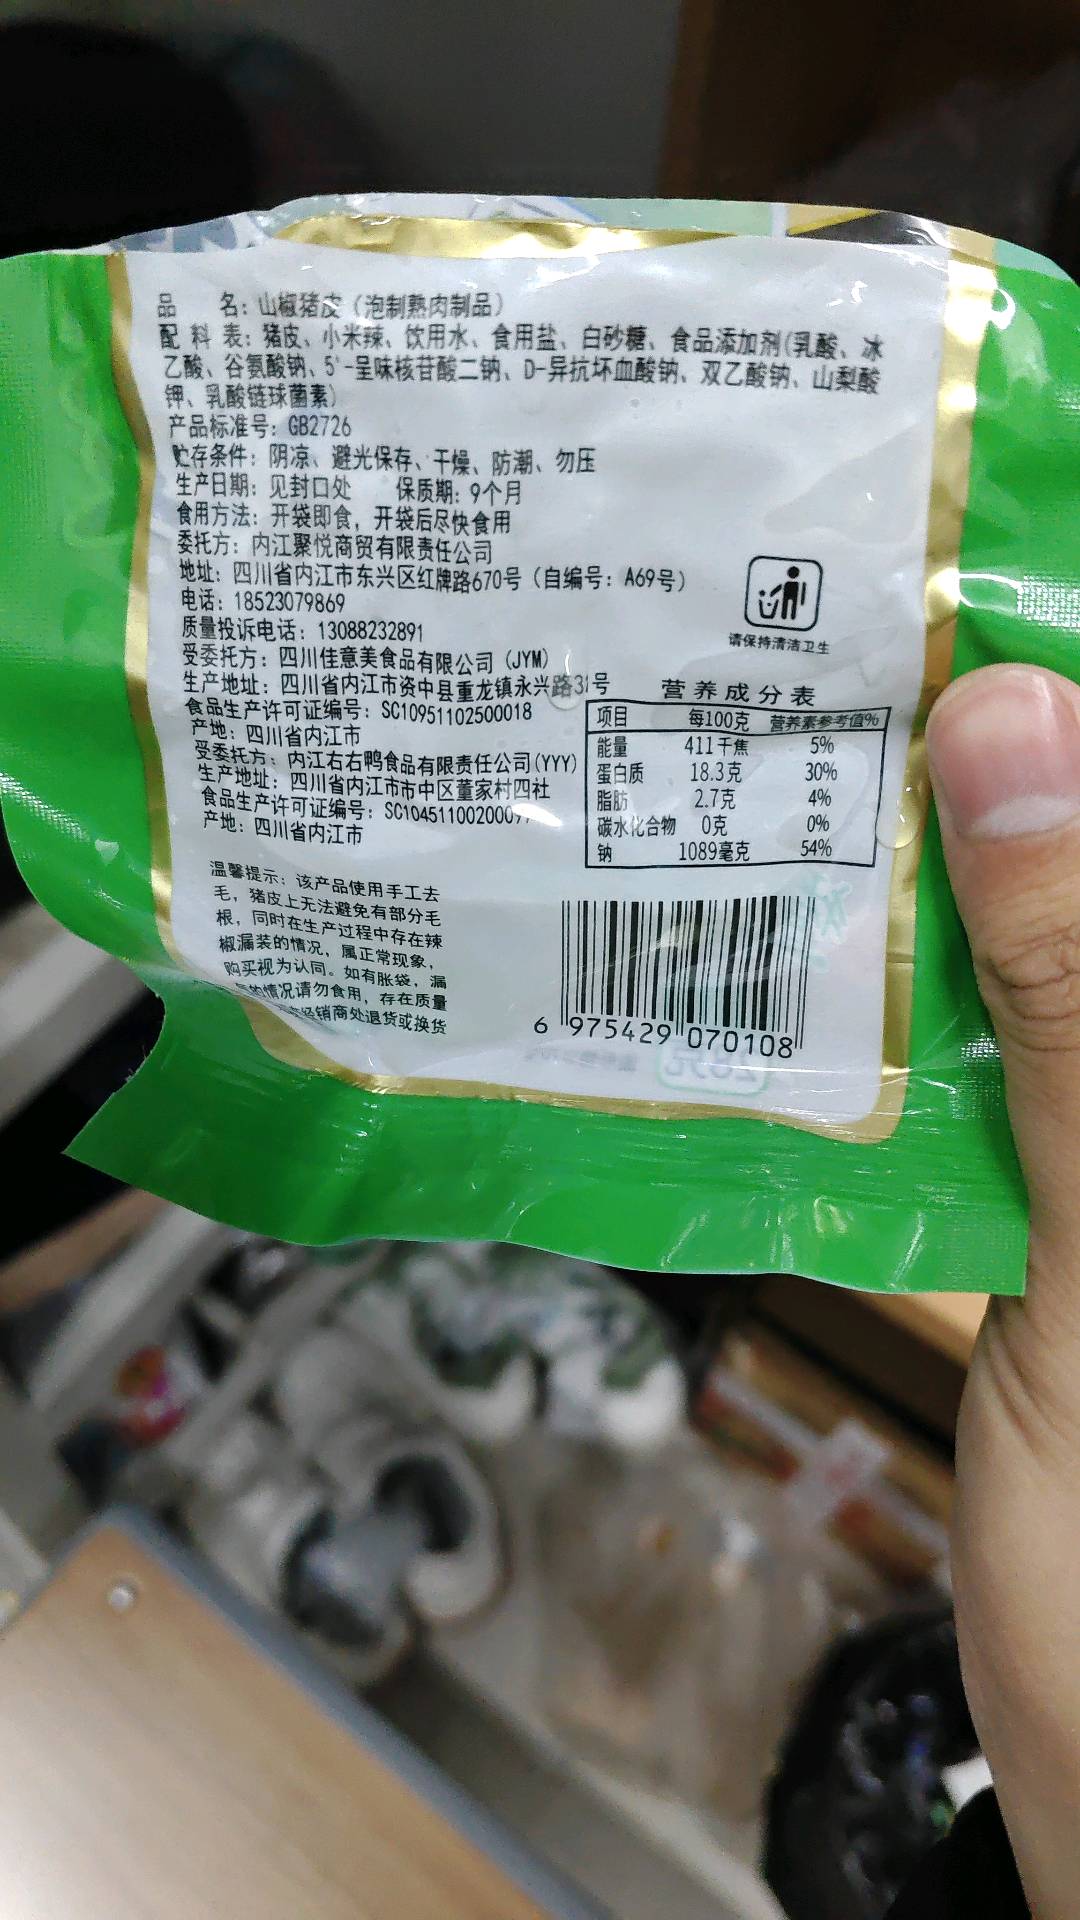 品 名：山椒猪皮（泡制熟肉制品）
配 料 表：猪皮、小米辣、饮用水、食用盐、白砂糖、食品添加剂(乳酸、冰
乙酸、谷氨酸钠、5'-呈味核苷酸二钠、D-异抗坏血酸钠、双乙酸钠、山梨酸
钾、乳酸链球菌素)
产品标准号：GB2726
贮存条件：阴凉、避光保存、干燥、防潮、勿压
生产日期：见封口处 保质期：9个月
食用方法：开袋即食，开袋后尽快食用
委托方：内江聚悦商贸有限责任公司
地址：四川省内江市东兴区红牌路670号（自编号：A69号）
电话：18523079869
质量投诉电话：13088232891
受委托方：四川佳意美食品有限公司（JYM）
生产地址：四川省内江市资中县重龙镇永兴路31号
食品生产许可证编号：SC10951102500018
产地：四川省内江市
受委托方：内江右右鸭食品有限责任公司(YYY)
生产地址：四川省内江市市中区董家村四社
食品生产许可证编号：SC1045110020009
产地：四川省内江市
请保持清洁卫生
营养成分表
项目 每100克 营养素参考值%
能量 411千焦 5%
蛋白质 18.3克 30%
脂肪 2.7克 4%
碳水化合物 0克 0%
钠 1089毫克 54%
温馨提示：该产品使用手工去
毛，猪皮上无法避免有部分毛
根，同时在生产过程中存在辣
椒漏装的情况，属正常现象，
购买视为认同。如有胀袋，漏
的情况请勿食用，存在质量
经销商处退货或换货
6 975429 070108